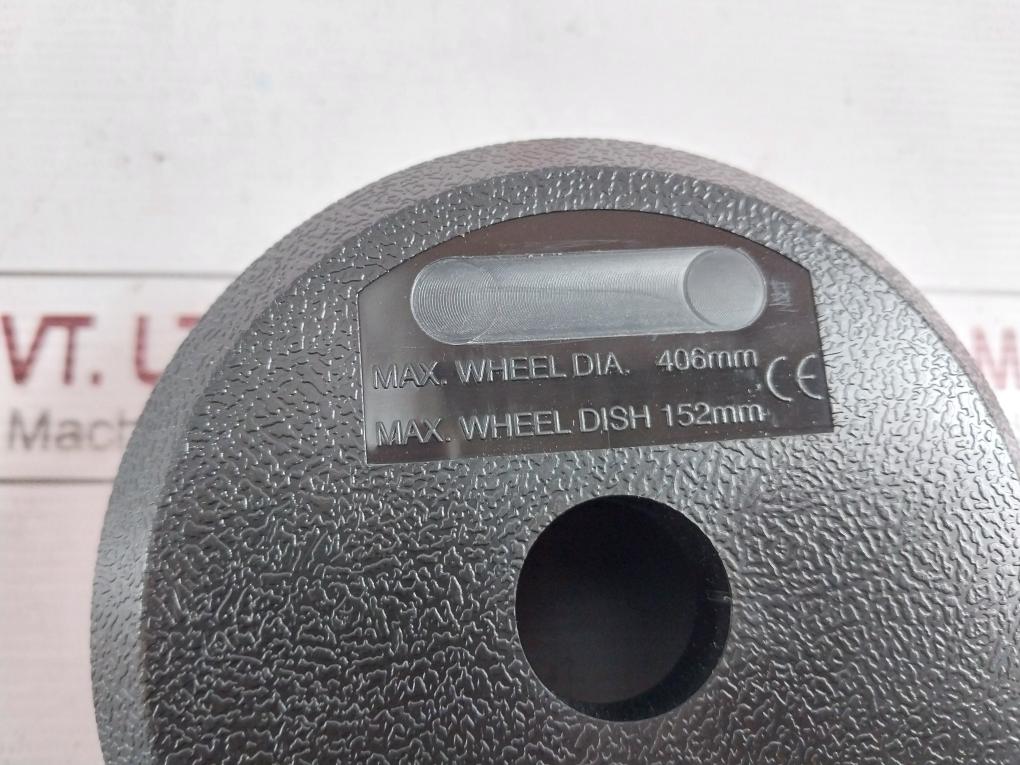 MAX. WHEEL DIA. 406mm
CE
MAX. WHEEL DISH 152mm
VT.
Mach
M